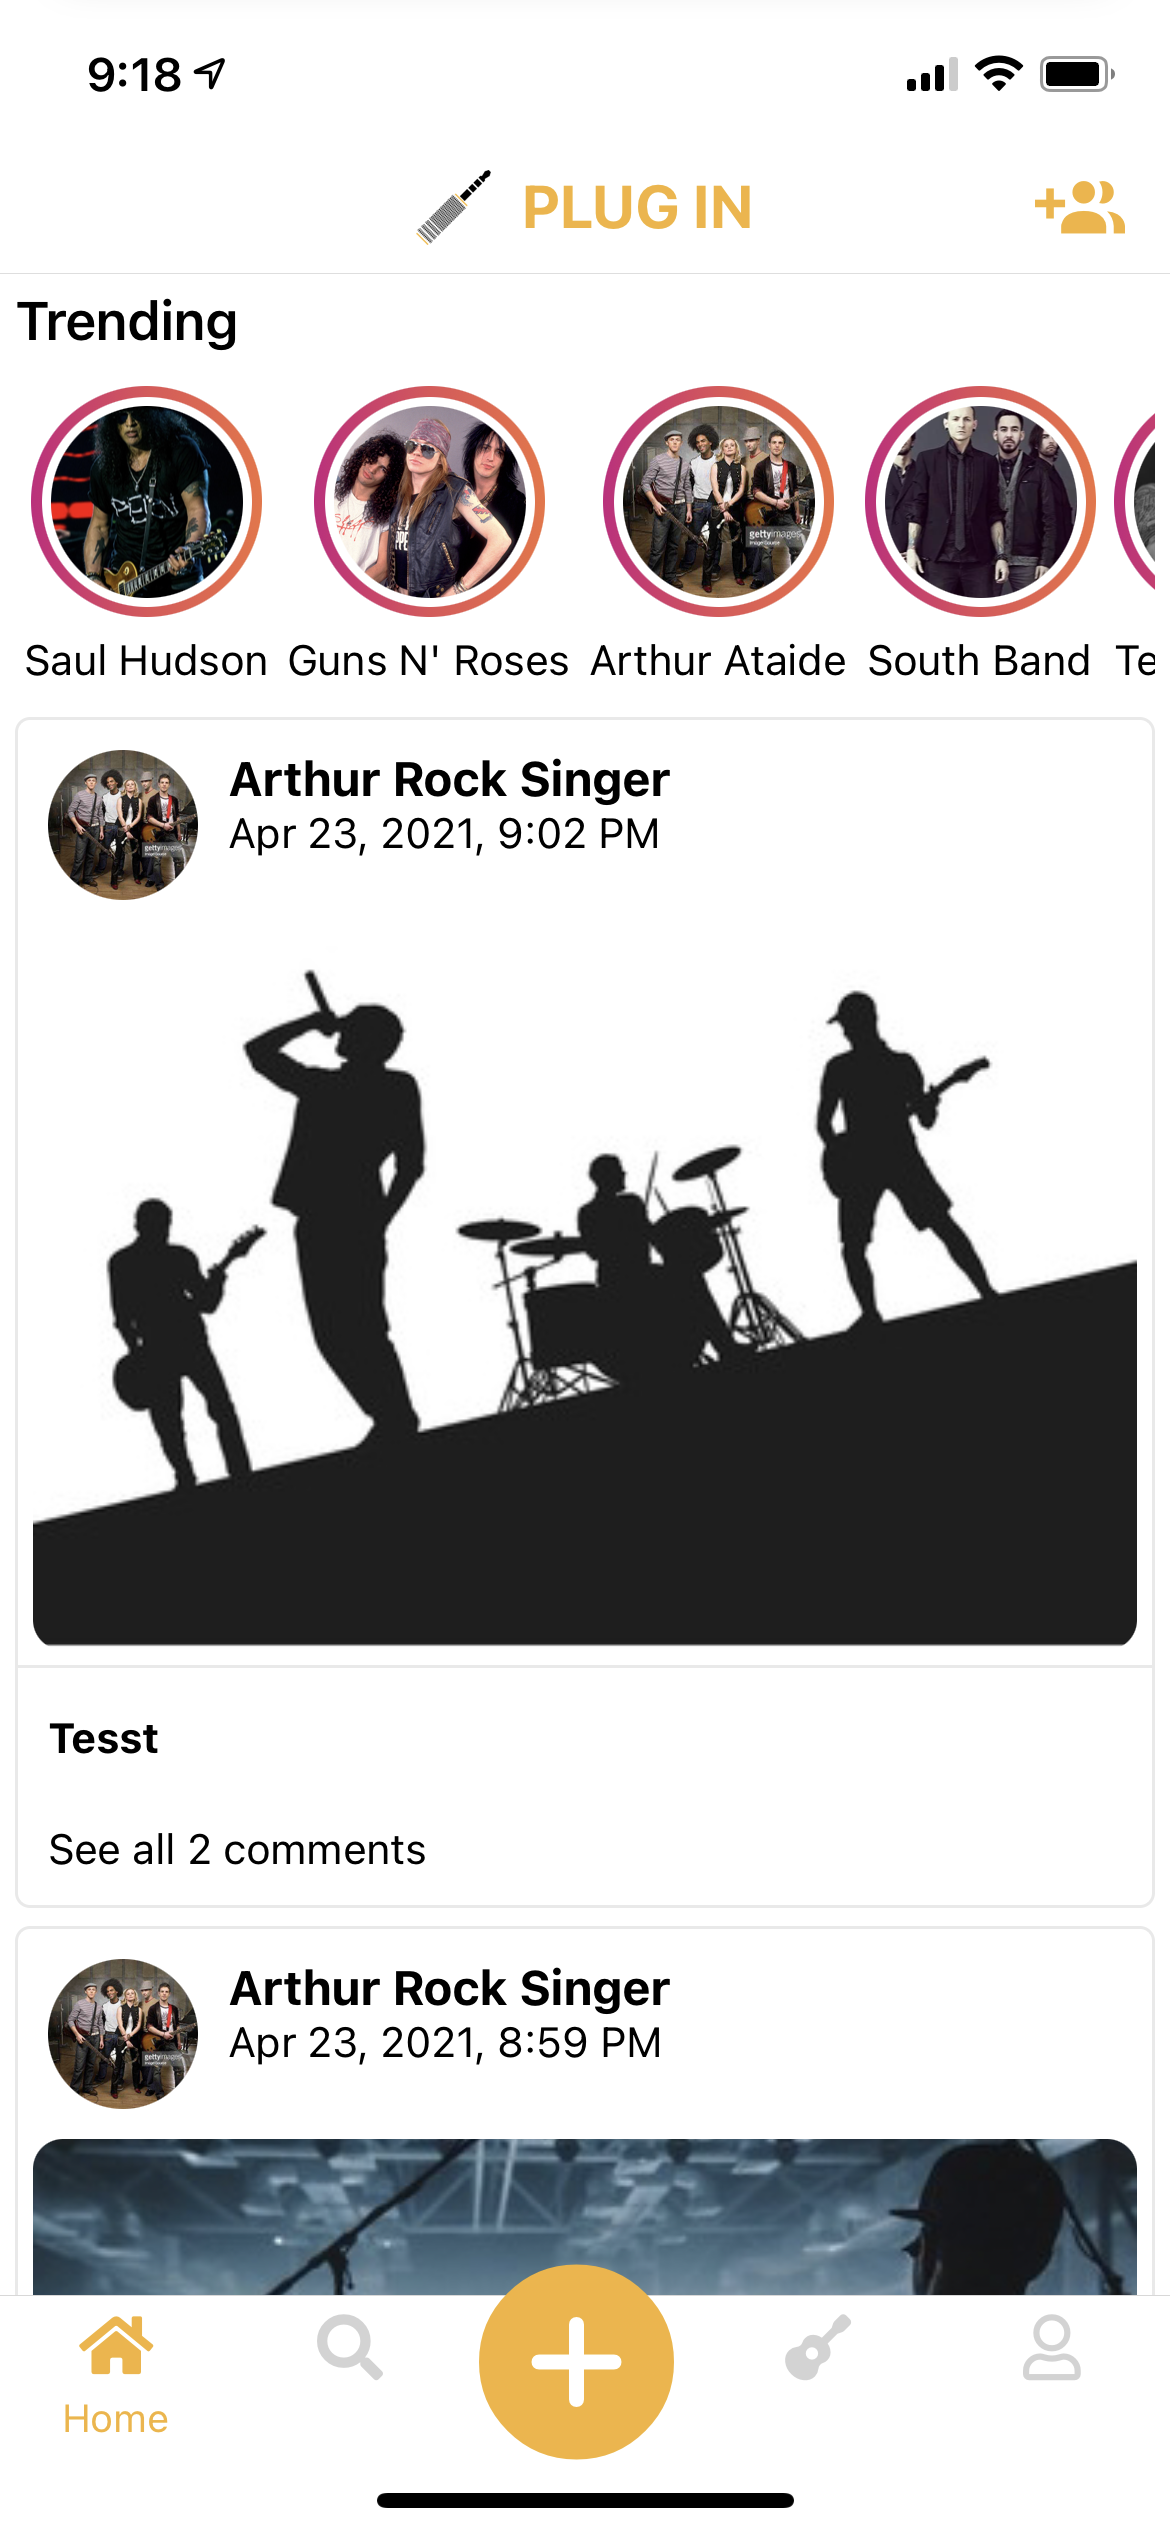 9:18
PLUG IN
Trending
Saul Hudson Guns N' Roses Arthur Ataide South Band Te
Arthur Rock Singer
Apr 23, 2021, 9:02 PM
Tesst
See all 2 comments
Arthur Rock Singer
Apr 23, 2021, 8:59 PM
Home